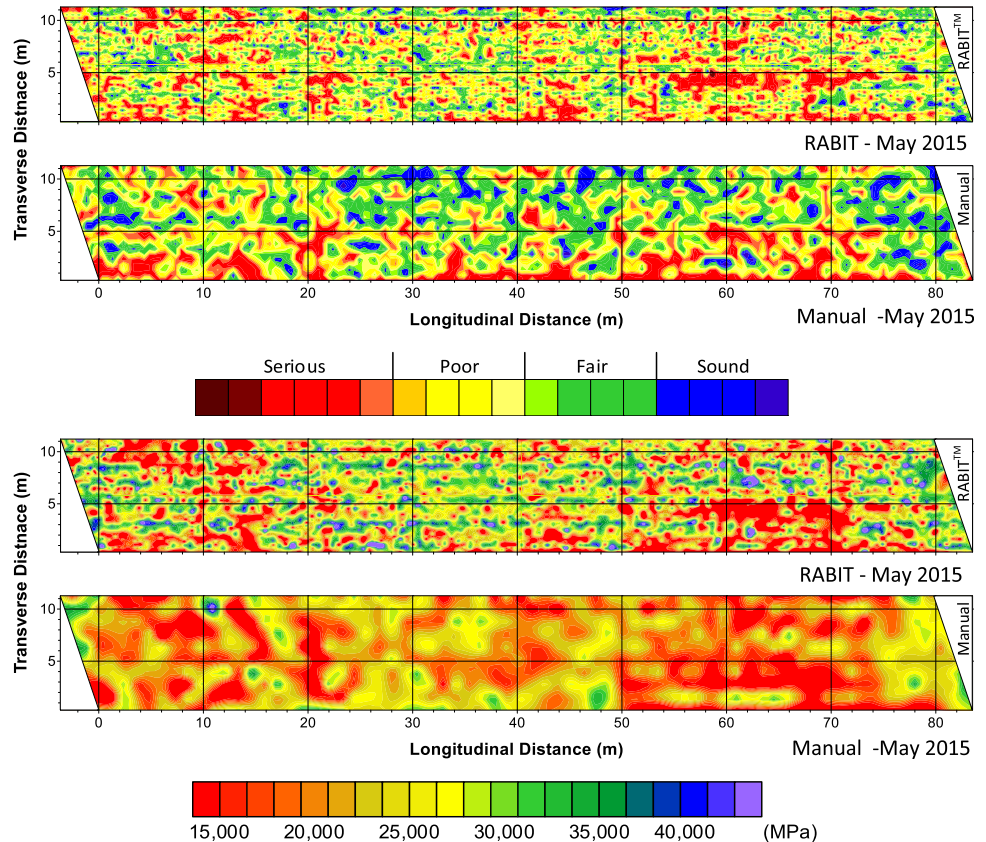 Transverse Distnace (m)
10
5
RABIT™
RABIT - May 2015
10
5
Manual
0 10 20 30 40 50 60 70 80
Longitudinal Distance (m)
Manual -May 2015
Serious Poor Fair Sound
Transverse Distnace (m)
10
5
RABIT™
RABIT - May 2015
10
5
Manual
0 10 20 30 40 50 60 70 80
Longitudinal Distance (m)
Manual -May 2015
15,000 20,000 25,000 30,000 35,000 40,000 (MPa)